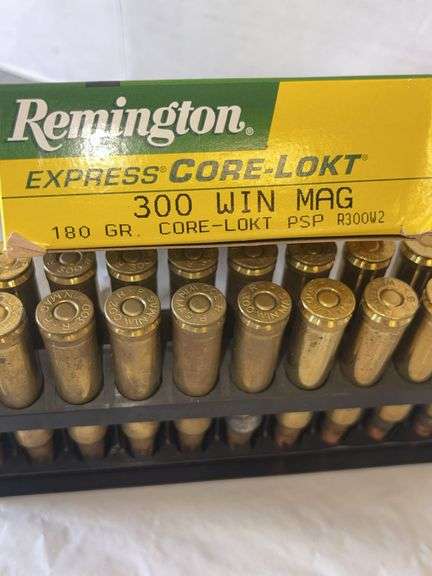 Remington®
EXPRESS® CORE-LOKT®
300 WIN MAG
180 GR. CORE-LOKT PSP R300W2